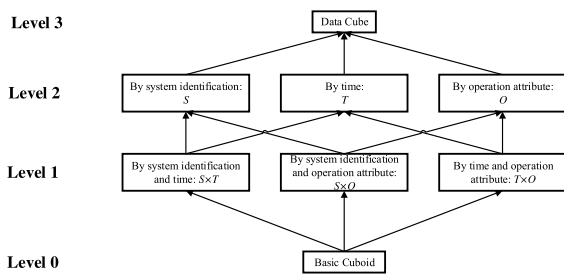 Level 3
Data Cube
Level 2
By system identification:
S
By time:
T
By operation attribute:
O
Level 1
By system identification
and time: S×T
By system identification
and operation attribute:
S×O
By time and operation
attribute: T×O
Level 0
Basic Cuboid